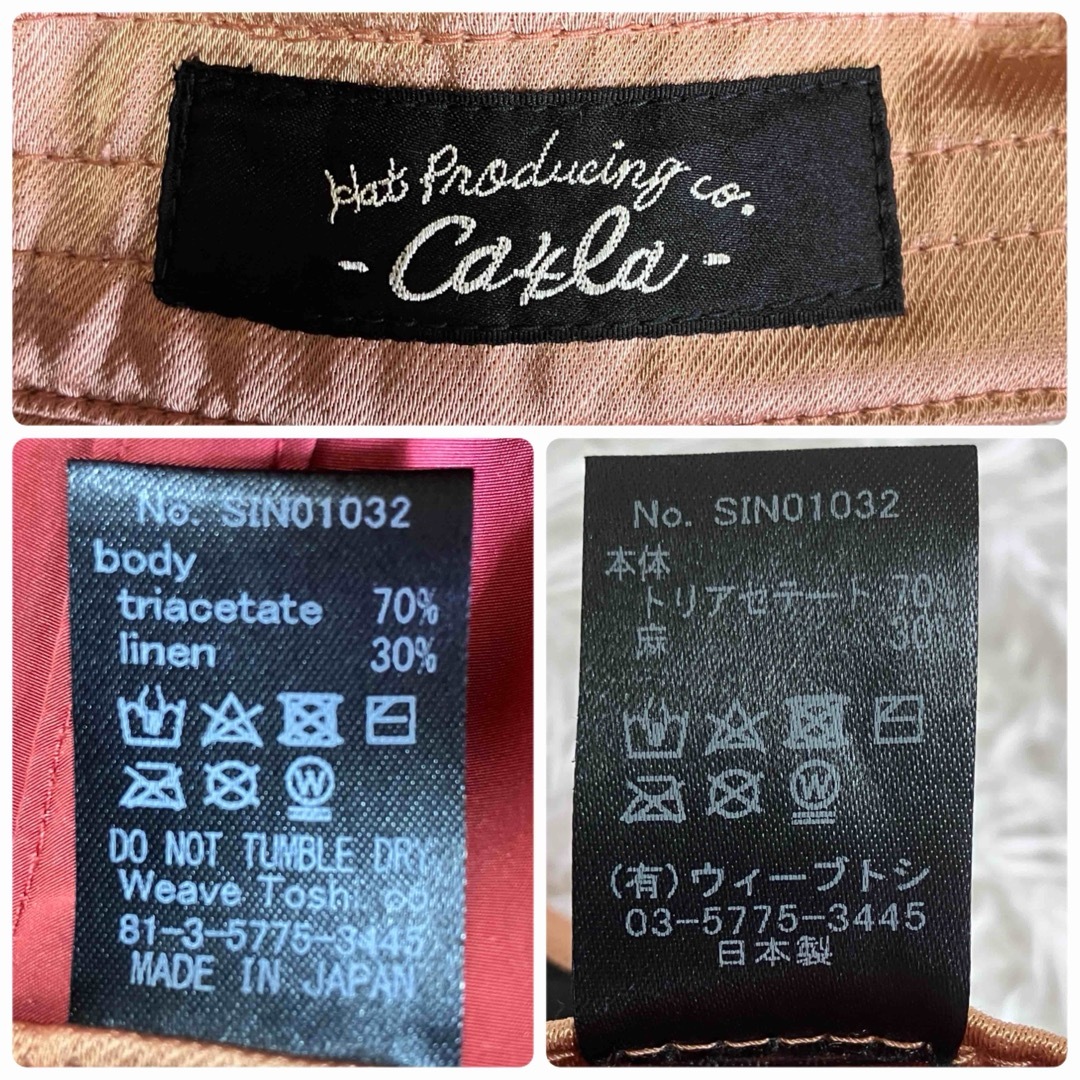 Hat Producing co.
- Ca4la -
No. SIN01032
body
triacetate 70%
linen 30%
W
DO NOT TUMBLE DRY
Weave Toshi co
81-3-5775-3445
MADE IN JAPAN
No. SIN01032
本体
トリアセテート 70%
麻 30%
W
(有)ウィーブトシ
03-5775-3445
日本製